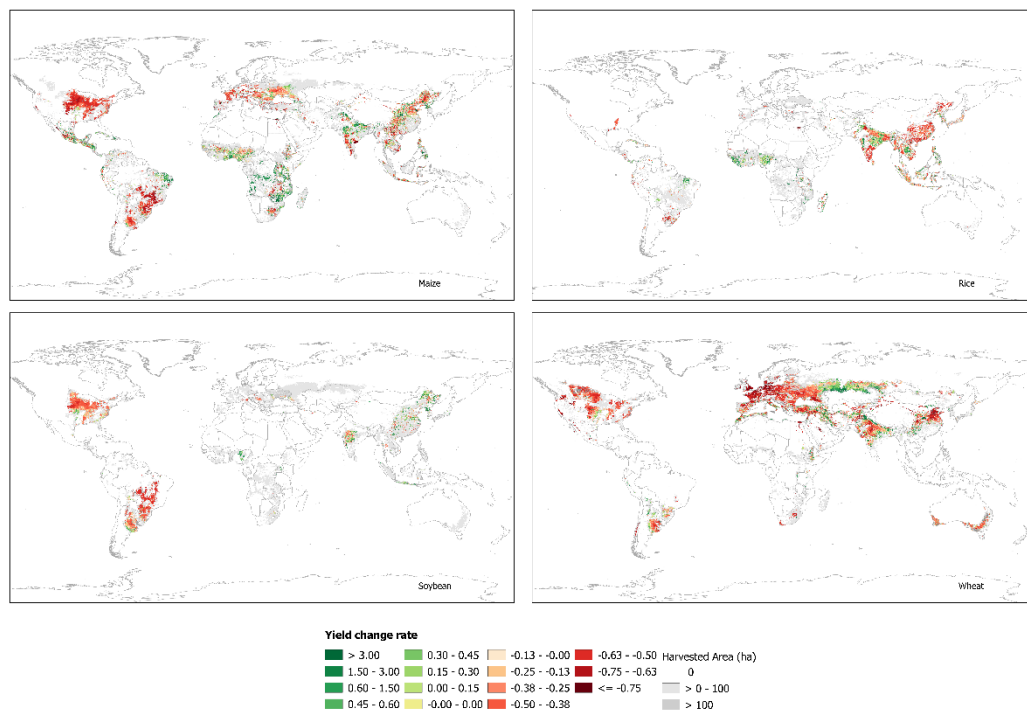 Maize
Rice
Soybean
Wheat
Yield change rate
> 3.00
1.50 - 3.00
0.60 - 1.50
0.45 - 0.60
0.30 - 0.45
0.15 - 0.30
0.00 - 0.15
-0.00 - 0.00
-0.13 - -0.00
-0.25 - -0.13
-0.38 - -0.25
-0.50 - -0.38
-0.63 - -0.50
-0.75 - -0.63
<= -0.75
Harvested Area (ha)
0
> 0 - 100
> 100